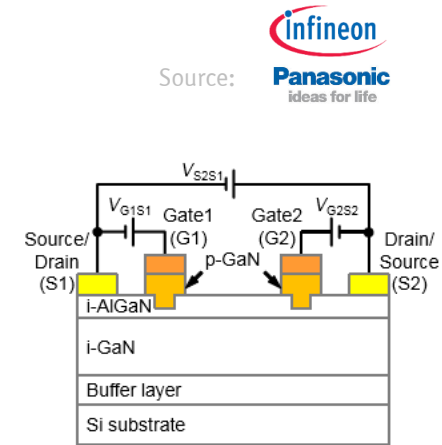 infineon
Source:
Panasonic
ideas for life
VS2S1
VG1S1
Gate1
(G1)
Gate2
(G2)
VG2S2
Source/
Drain
(S1)
p-GaN
Drain/
Source
(S2)
i-AlGaN
i-GaN
Buffer layer
Si substrate